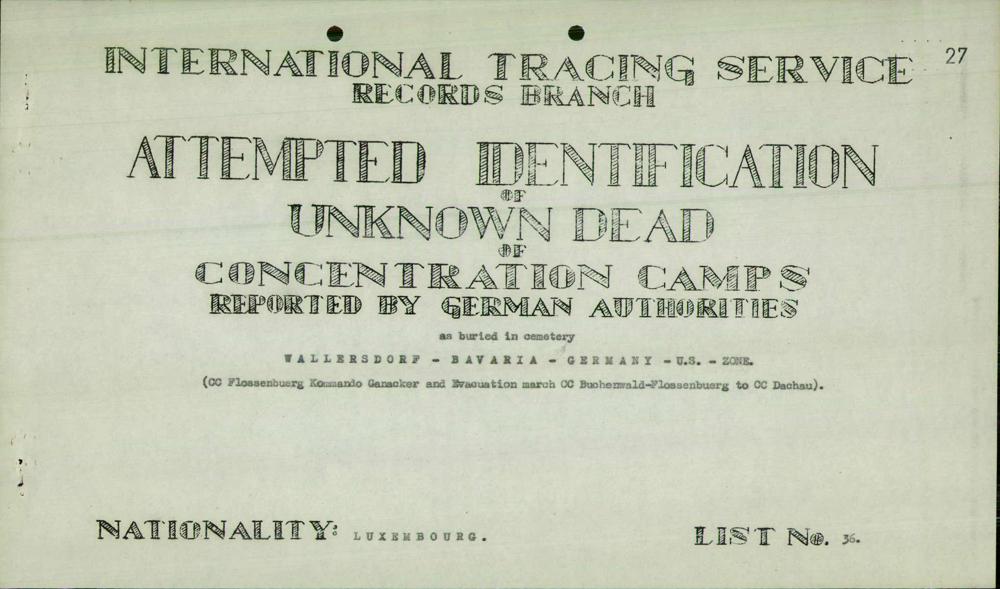 27
INTERNATIONAL TRACING SERVICE
RECORDS BRANCH
ATTEMPTED IDENTIFICATION
OF
UNKNOWN DEAD
OF
CONCENTRATION CAMPS
REPORTED BY GERMAN AUTHORITIES
as buried in cemetery
WALLERSDORF - BAVARIA - GERMANY - U.S. - ZONE.
(CC Flossenbuerg Kommando Ganacker and Evacuation march CC Buchenwald-Flossenbuerg to CC Dachau).
NATIONALITY: LUXEMBOURG.
LIST No. 36.